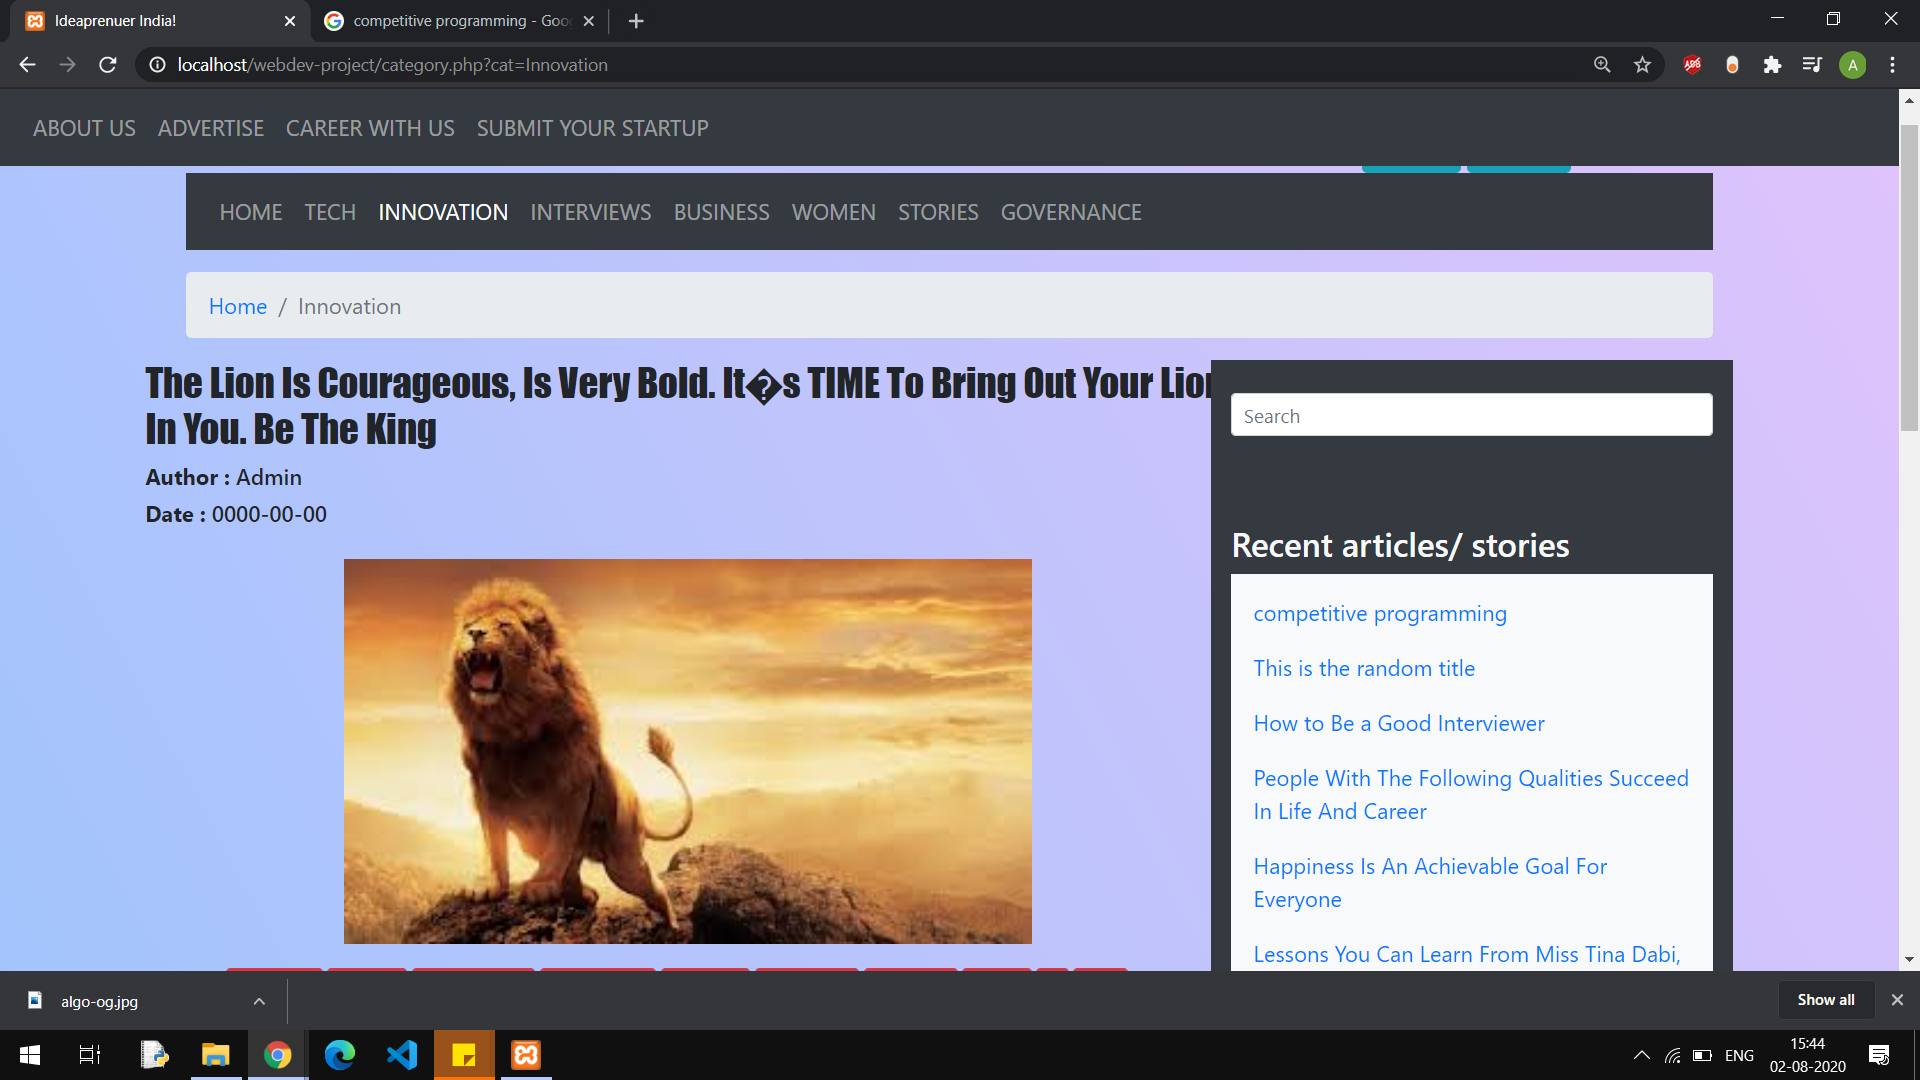 Ideaprenuer India!
competitive programming - Goo
localhost/webdev-project/category.php?cat=Innovation
ABP
A
ABOUT US ADVERTISE CAREER WITH US SUBMIT YOUR STARTUP
HOME TECH INNOVATION INTERVIEWS BUSINESS WOMEN STORIES GOVERNANCE
Home / Innovation
The Lion Is Courageous, Is Very Bold. It�s TIME To Bring Out Your Lion
In You. Be The King
Author : Admin
Date : 0000-00-00
Search
Recent articles/ stories
competitive programming
This is the random title
How to Be a Good Interviewer
People With The Following Qualities Succeed
In Life And Career
Happiness Is An Achievable Goal For
Everyone
Lessons You Can Learn From Miss Tina Dabi,
algo-og.jpg
Show all
ENG
15:44
02-08-2020